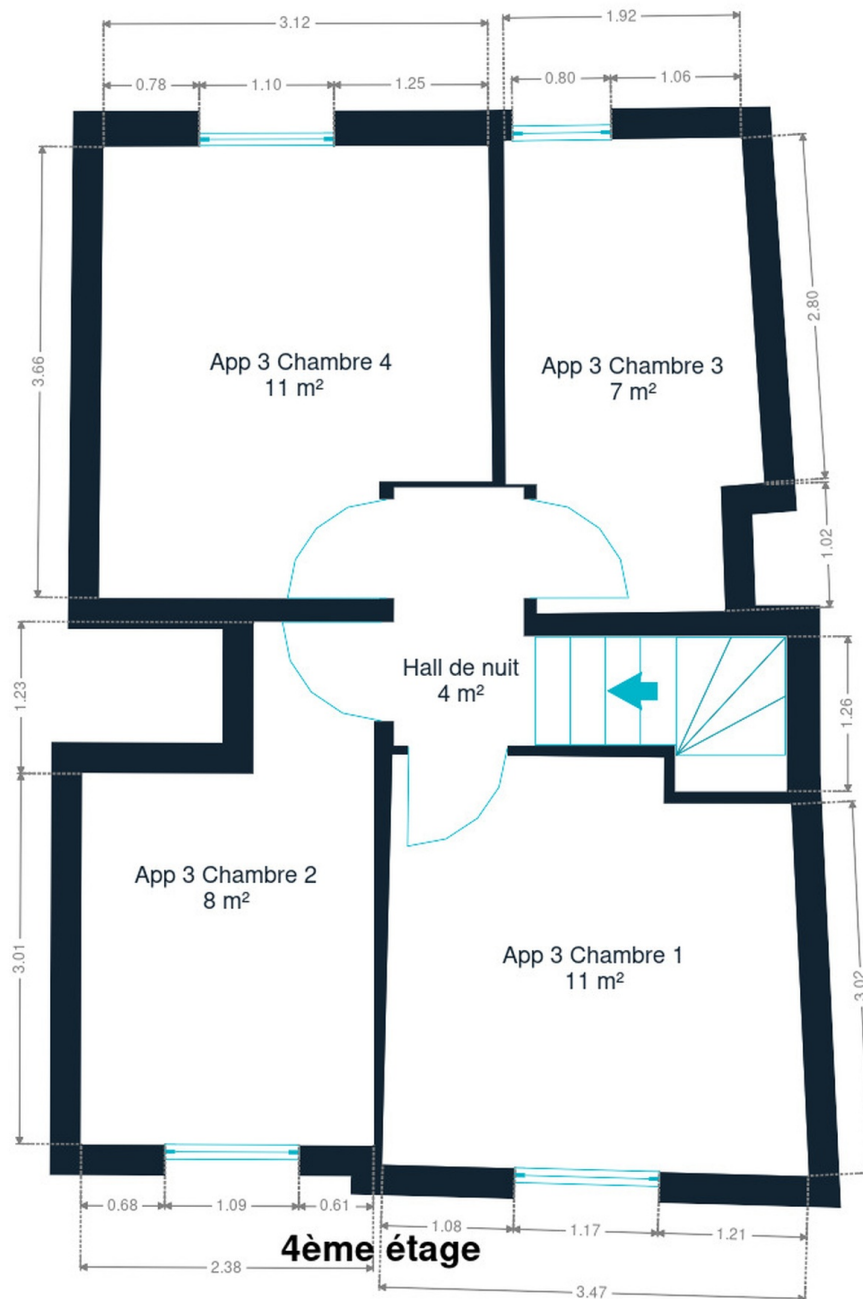 3.12
1.92
0.78
1.10
1.25
0.80
1.06
3.66
2.80
App 3 Chambre 4
11 m²
App 3 Chambre 3
7 m²
1.02
1.23
Hall de nuit
4 m²
1.26
App 3 Chambre 2
8 m²
3.01
App 3 Chambre 1
11 m²
3.02
0.68
1.09
0.61
1.08
1.17
1.21
4ème étage
2.38
3.47